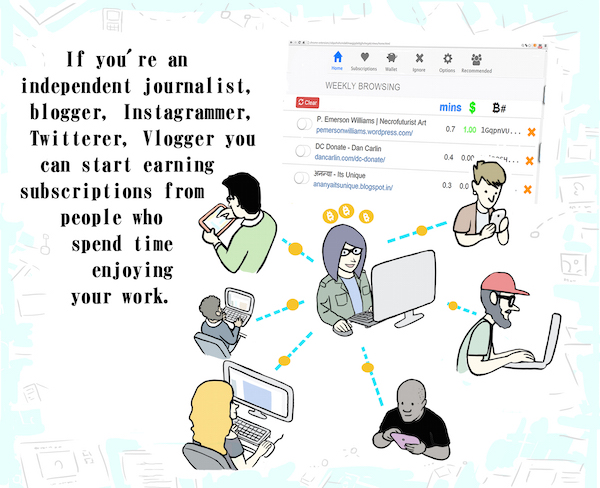 If you're an
independent journalist,
blogger, Instagrammer,
Twitterer, Vlogger you
can start earning
subscriptions from
people who
spend time
enjoying
your work.
Home Subscriptions Wallet Ignore Options Recommended
WEEKLY BROWSING
Clear mins $ B#
P. Emerson Williams | Necrofuturist Art
pemersonwilliams.wordpress.com/ 0.7 1.00 1GqpnVU...
DC Donate - Dan Carlin
dancarlin.com/dc-donate/ 0.4
अनन्या - Its Unique
ananyaitsunique.blogspot.in/ 0.3